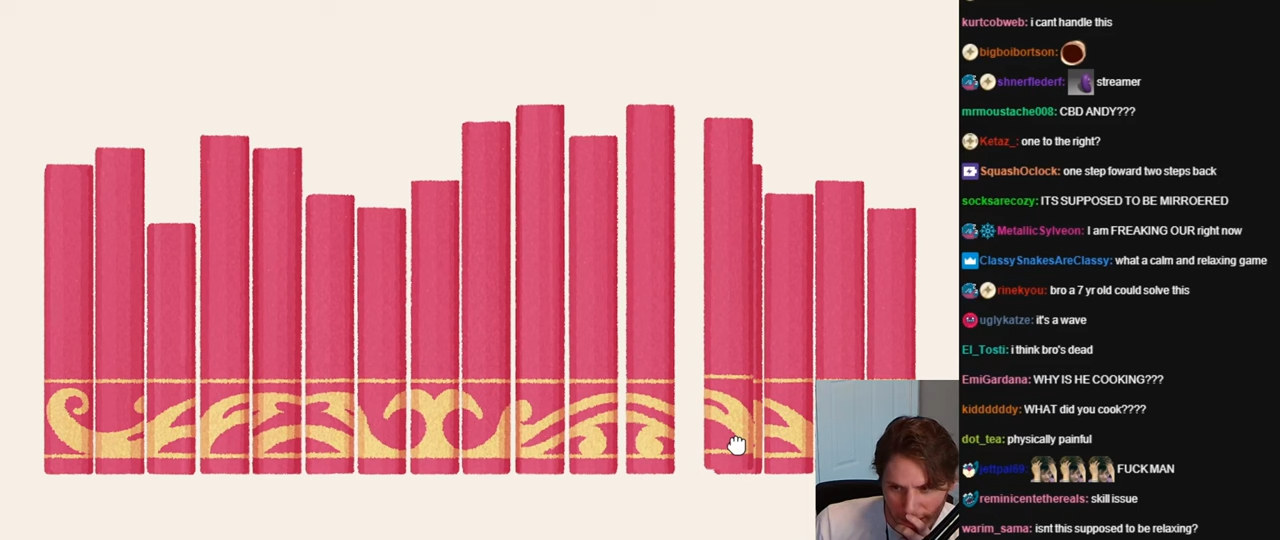 kurtcobweb: i cant handle this
bigboibortson:
shnerflederf: streamer
mrmoustache008: CBD ANDY???
Ketaz_: one to the right?
SquashOclock: one step foward two steps back
socksarecozy: ITS SUPPOSED TO BE MIRROERED
MetallicSylveon: I am FREAKING OUR right now
ClassySnakesAreClassy: what a calm and relaxing game
rinekyou: bro a 7 yr old could solve this
uglykatze: it's a wave
El_Tosti: i think bro's dead
EmiGardana: WHY IS HE COOKING???
kiddddddy: WHAT did you cook????
dot_tea: physically painful
jettpal69: FUCK MAN
reminicentethereals: skill issue
warim_sama: isnt this supposed to be relaxing?